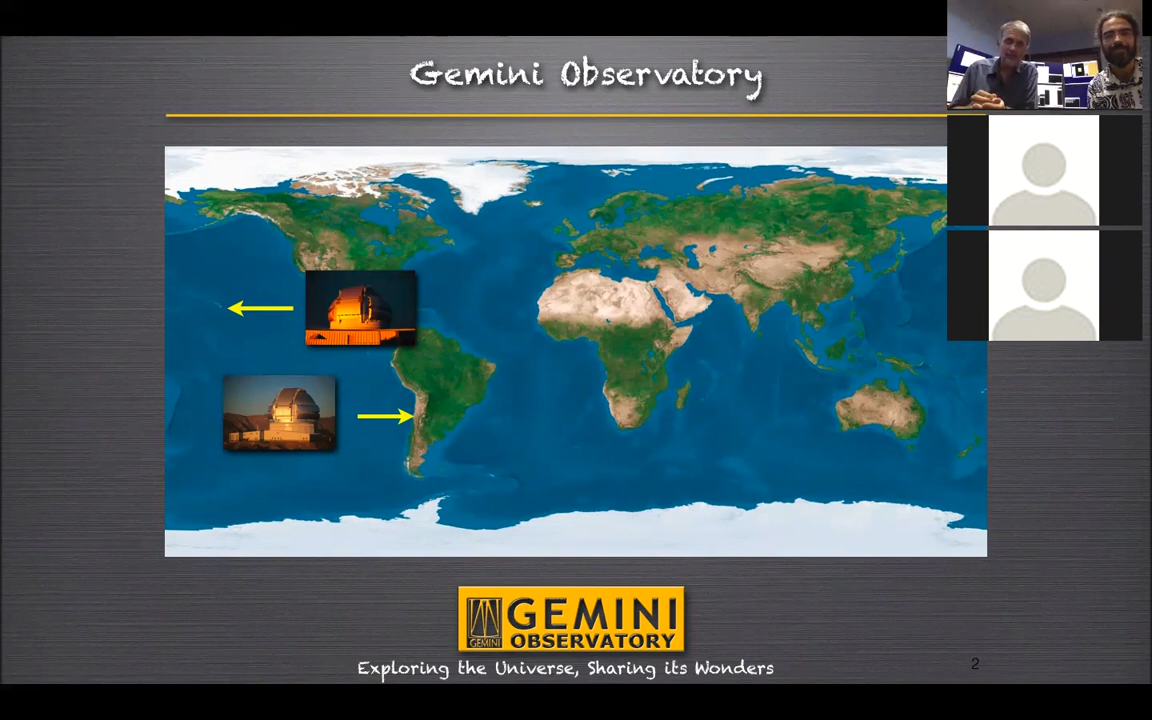 Gemini Observatory
GEMINI
GEMINI
OBSERVATORY
Exploring the Universe, Sharing its Wonders
2